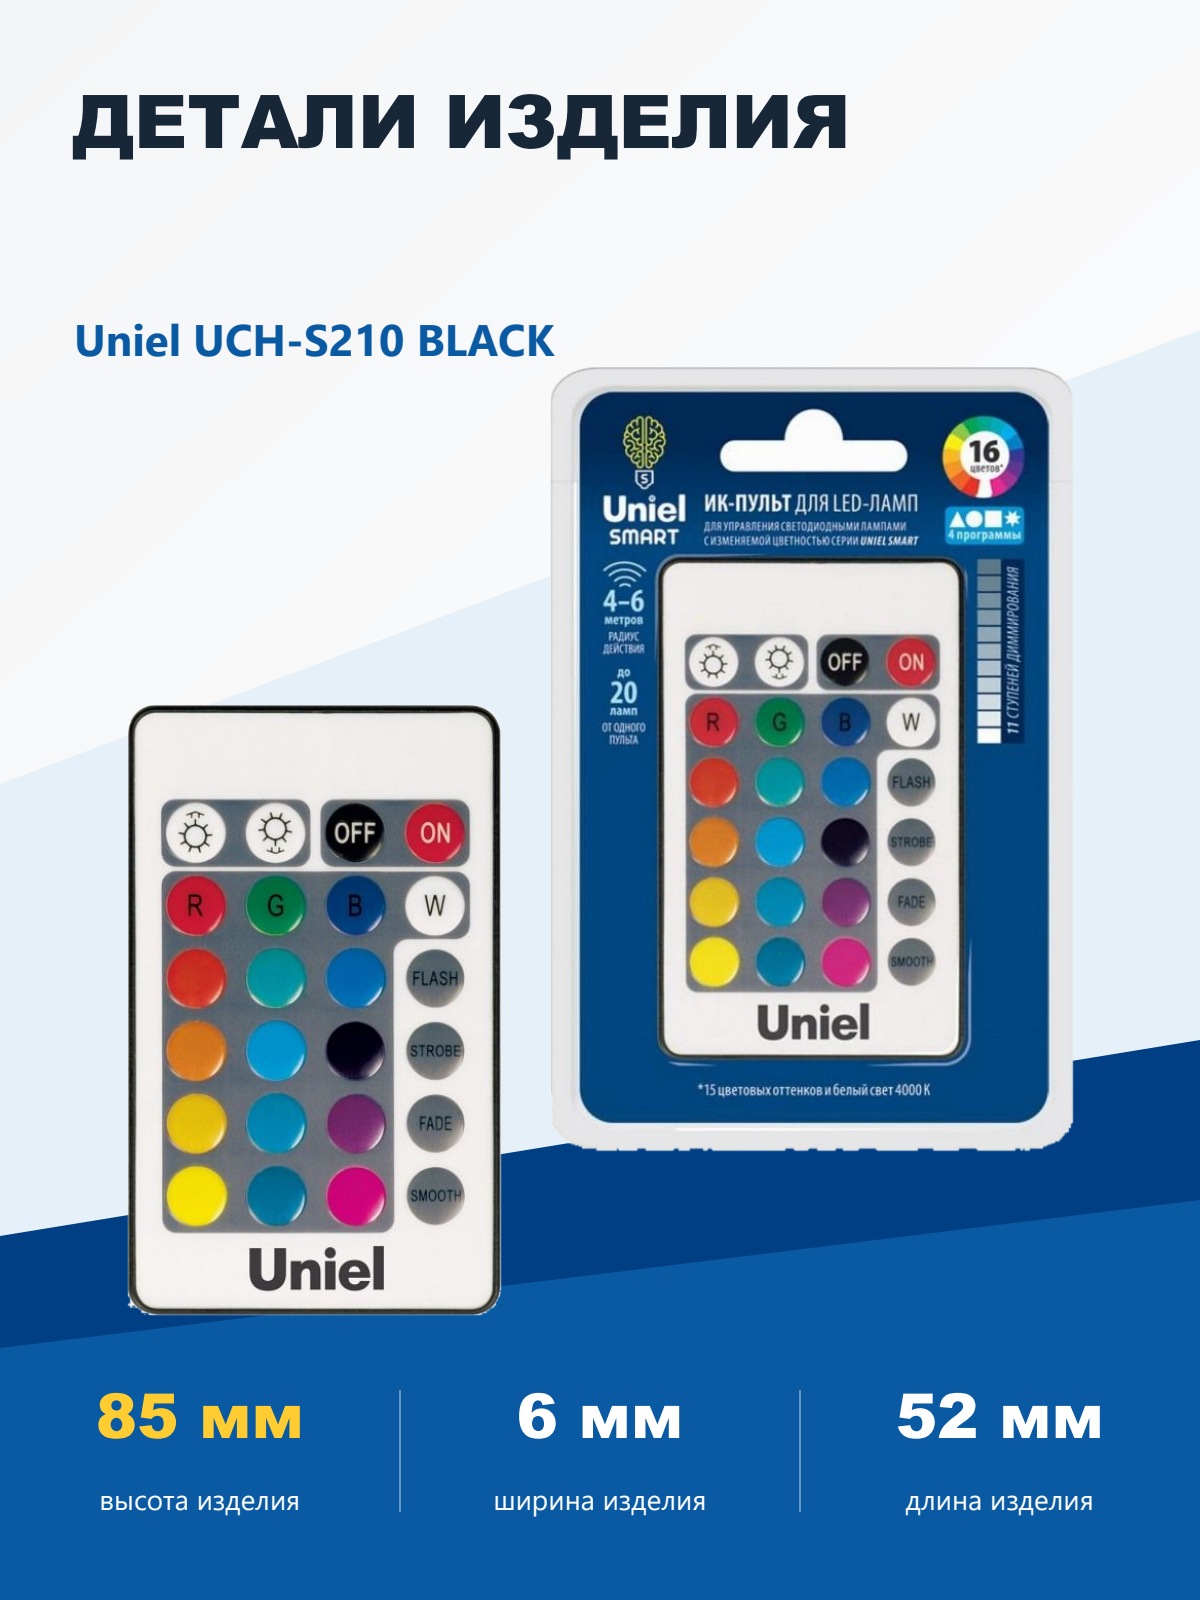 ДЕТАЛИ ИЗДЕЛИЯ
Uniel UCH-S210 BLACK
S
Uniel
SMART
ИК-ПУЛЬТ ДЛЯ LED-ЛАМП
ДЛЯ УПРАВЛЕНИЯ СВЕТОДИОДНЫМИ ЛАМПАМИ
С ИЗМЕНЯЕМОЙ ЦВЕТНОСТЬЮ СЕРИИ UNIEL SMART
16
цветов*
4 программы
4–6
метров
РАДИУС
ДЕЙСТВИЯ
до
20
ламп
ОТ ОДНОГО
ПУЛЬТА
11 СТУПЕНЕЙ ДИММИРОВАНИЯ
OFF ON
R G B W
FLASH
STROBE
FADE
SMOOTH
Uniel
*15 цветовых оттенков и белый свет 4000 К
OFF ON
R G B W
FLASH
STROBE
FADE
SMOOTH
Uniel
85 мм
высота изделия
6 мм
ширина изделия
52 мм
длина изделия